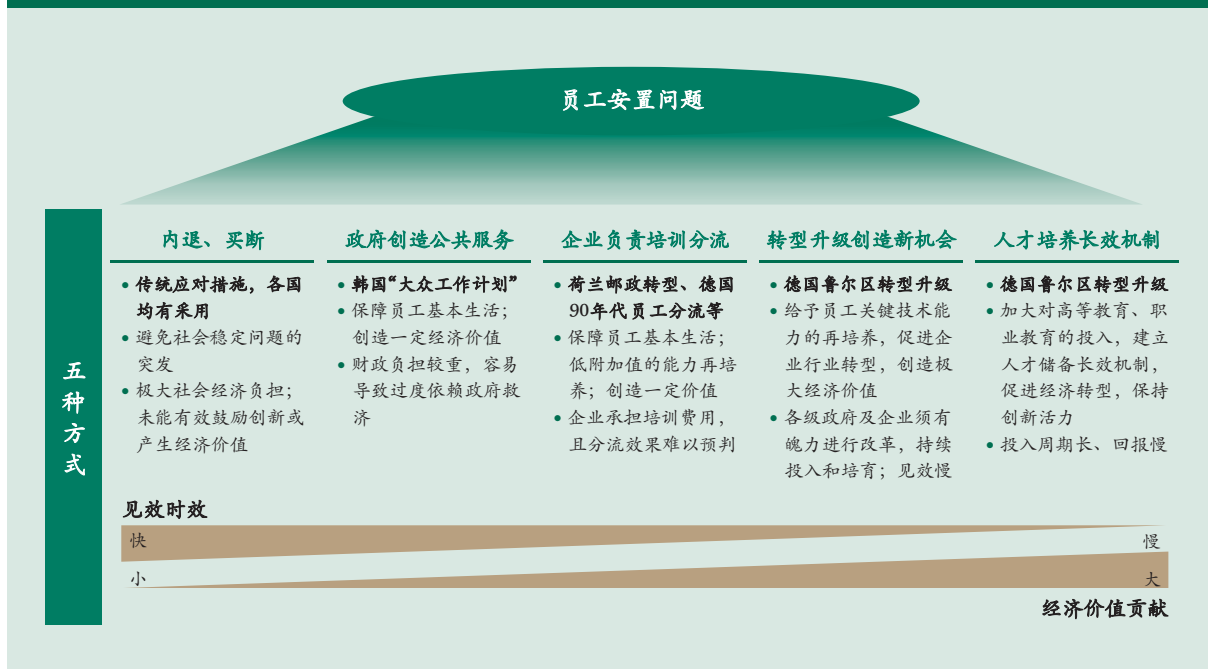 员工安置问题
五种方式
内退、买断
• 传统应对措施，各国
均有采用
• 避免社会稳定问题的
突发
• 极大社会经济负担；
未能有效鼓励创新或
产生经济价值
政府创造公共服务
• 韩国“大众工作计划”
• 保障员工基本生活；
创造一定经济价值
• 财政负担较重，容易
导致过度依赖政府救
济
企业负责培训分流
• 荷兰邮政转型、德国
90年代员工分流等
• 保障员工基本生活；
低附加值的能力再培
养；创造一定价值
• 企业承担培训费用，
且分流效果难以预判
转型升级创造新机会
• 德国鲁尔区转型升级
• 给予员工关键技术能
力的再培养，促进企
业行业转型，创造极
大经济价值
• 各级政府及企业须有
魄力进行改革，持续
投入和培育；见效慢
人才培养长效机制
• 德国鲁尔区转型升级
• 加大对高等教育、职
业教育的投入，建立
人才储备长效机制，
促进经济转型，保持
创新活力
• 投入周期长、回报慢
见效时效
快
慢
小
大
经济价值贡献